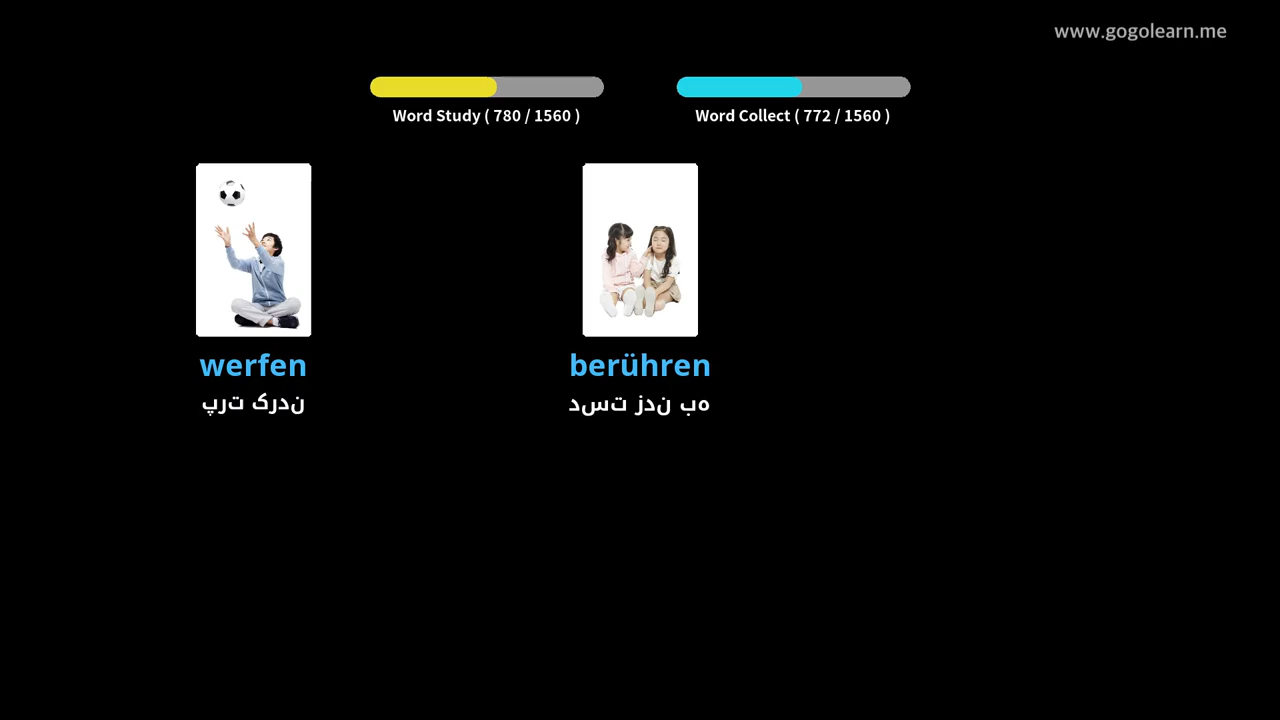 www.gogolearn.me
Word Study ( 780 / 1560 )
Word Collect ( 772 / 1560 )
werfen
پرت کردن
berühren
دست زدن به